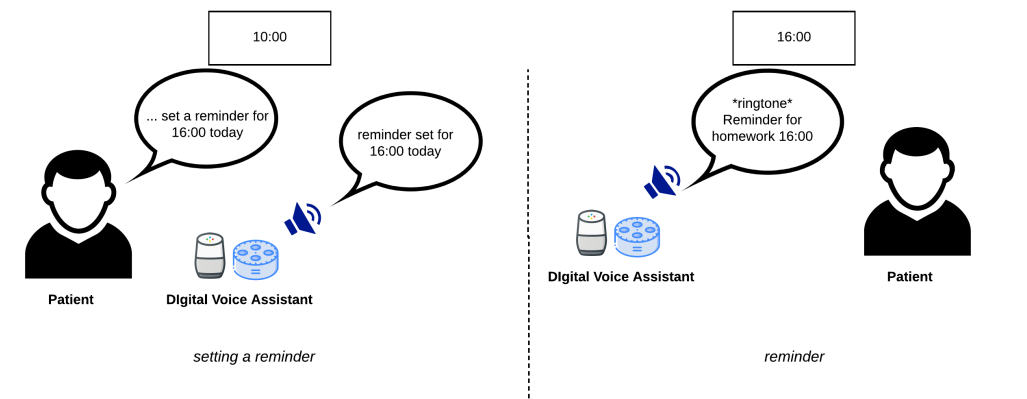 10:00
... set a reminder for
16:00 today
reminder set for
16:00 today
Patient
DIgital Voice Assistant
setting a reminder
16:00
*ringtone*
Reminder for
homework 16:00
DIgital Voice Assistant
Patient
reminder